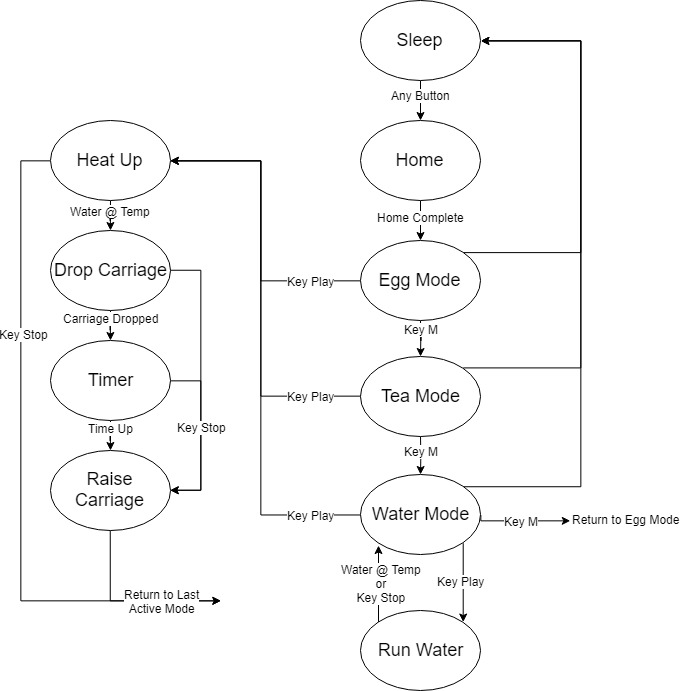 Sleep
Any Button
Heat Up
Home
Water @ Temp
Home Complete
Drop Carriage
Egg Mode
Key Play
Carriage Dropped
Key M
Key Stop
Timer
Tea Mode
Key Play
Time Up
Key Stop
Key M
Raise
Carriage
Water Mode
Key Play
Key M
Return to Egg Mode
Water @ Temp
or
Key Stop
Key Play
Return to Last
Active Mode
Run Water